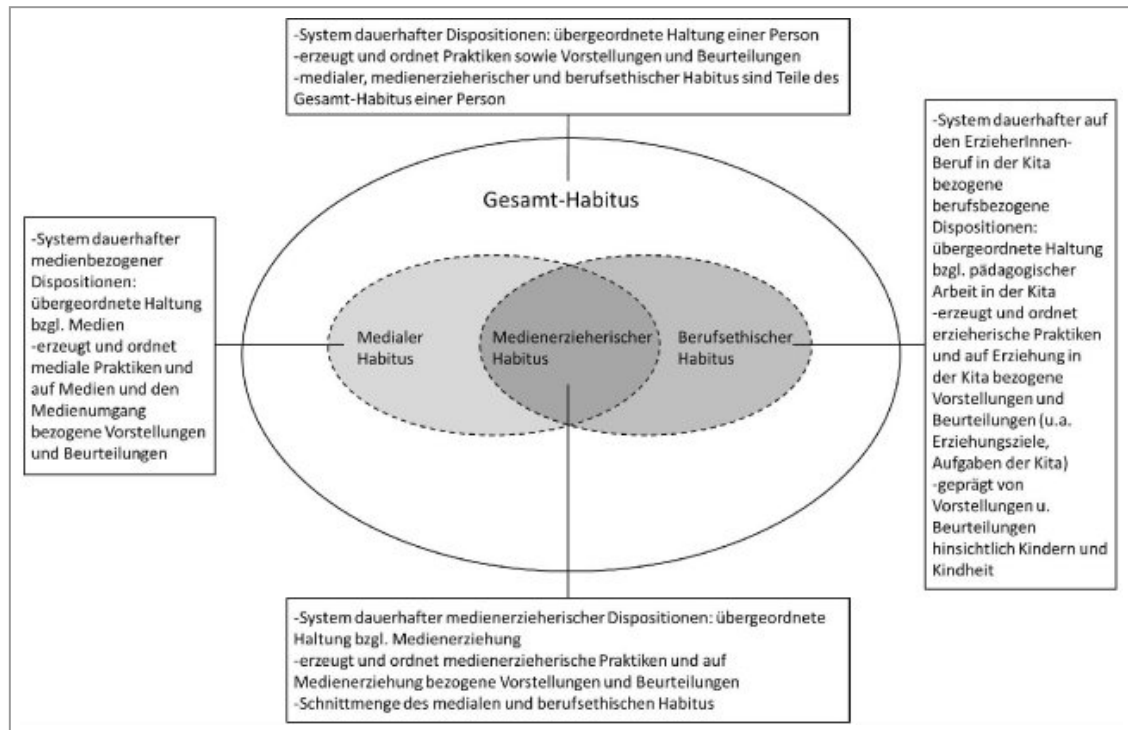 -System dauerhafter Dispositionen: übergeordnete Haltung einer Person
-erzeugt und ordnet Praktiken sowie Vorstellungen und Beurteilungen
-medialer, medienerzieherischer und berufsethischer Habitus sind Teile des
Gesamt-Habitus einer Person
Gesamt-Habitus
-System dauerhafter
medienbezogener
Dispositionen:
übergeordnete Haltung
bzgl. Medien
-erzeugt und ordnet
mediale Praktiken und
auf Medien und den
Medienumgang
bezogene Vorstellungen
und Beurteilungen
Medialer
Habitus
Medienerzieherischer
Habitus
Berufsethischer
Habitus
-System dauerhafter auf
den ErzieherInnen-
Beruf in der Kita
bezogene
berufsbezogene
Dispositionen:
übergeordnete Haltung
bzgl. pädagogischer
Arbeit in der Kita
-erzeugt und ordnet
erzieherische Praktiken
und auf Erziehung in
der Kita bezogene
Vorstellungen und
Beurteilungen (u.a.
Erziehungsziele,
Aufgaben der Kita)
-geprägt von
Vorstellungen u.
Beurteilungen
hinsichtlich Kindern und
Kindheit
-System dauerhafter medienerzieherischer Dispositionen: übergeordnete
Haltung bzgl. Medienerziehung
-erzeugt und ordnet medienerzieherische Praktiken und auf
Medienerziehung bezogene Vorstellungen und Beurteilungen
-Schnittmenge des medialen und berufsethischen Habitus